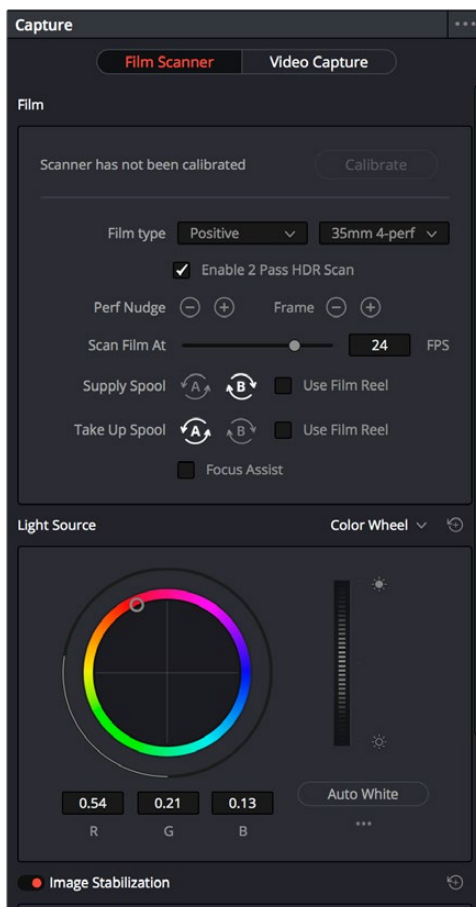 Capture
Film Scanner Video Capture
Film
Scanner has not been calibrated Calibrate
Film type Positive 35mm 4-perf
Enable 2 Pass HDR Scan
Perf Nudge Frame
Scan Film At 24 FPS
Supply Spool A B Use Film Reel
Take Up Spool A B Use Film Reel
Focus Assist
Light Source Color Wheel
0.54 0.21 0.13 Auto White
R G B
Image Stabilization